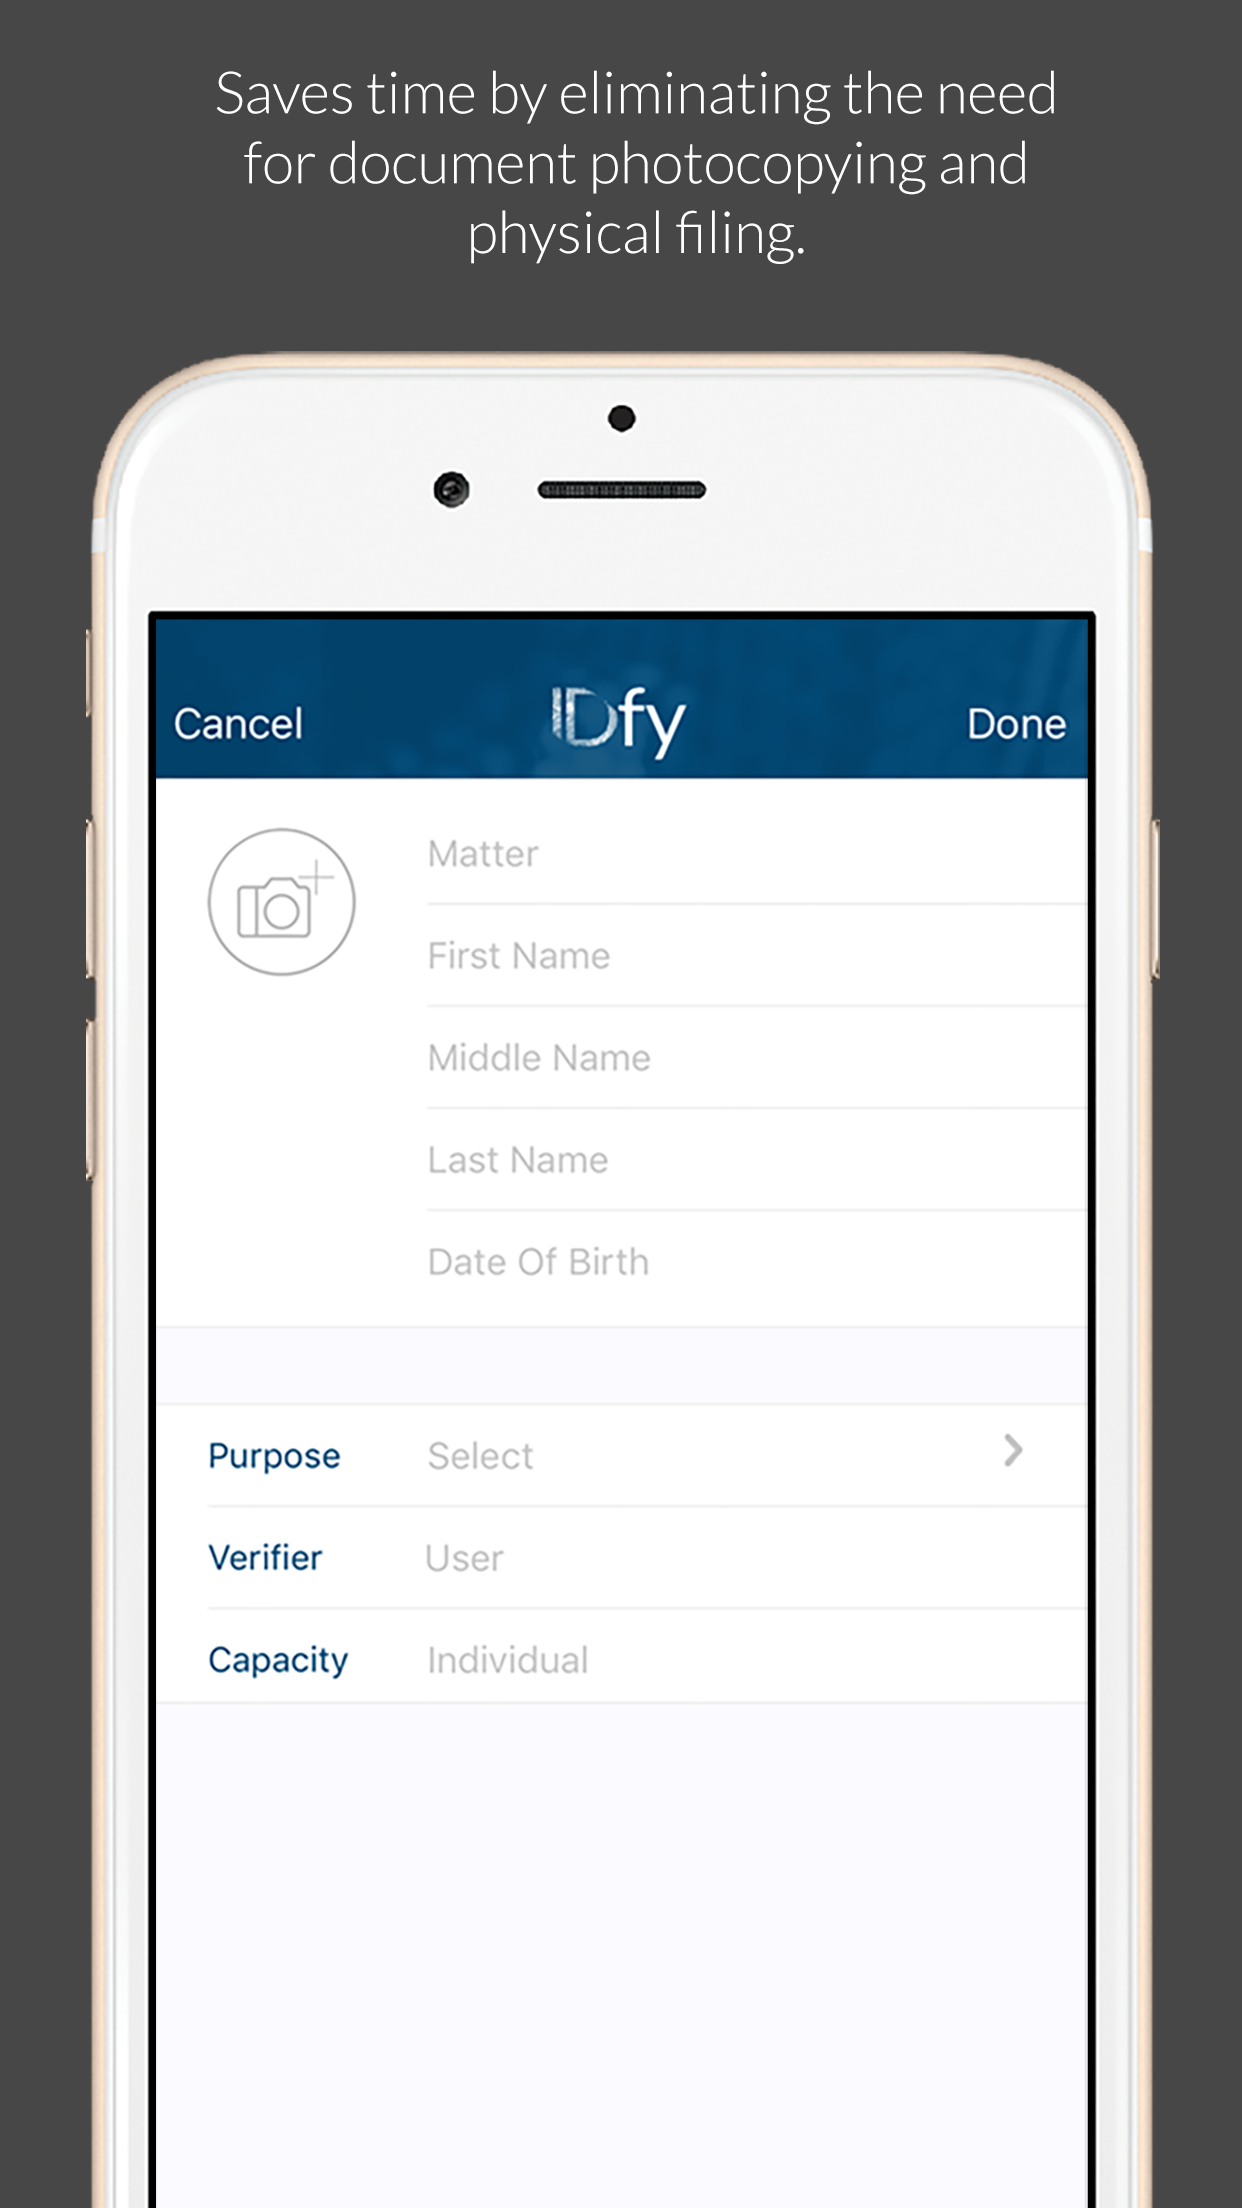 Saves time by eliminating the need
for document photocopying and
physical filing.
Cancel IDfy Done
Matter
First Name
Middle Name
Last Name
Date Of Birth
Purpose Select
Verifier User
Capacity Individual